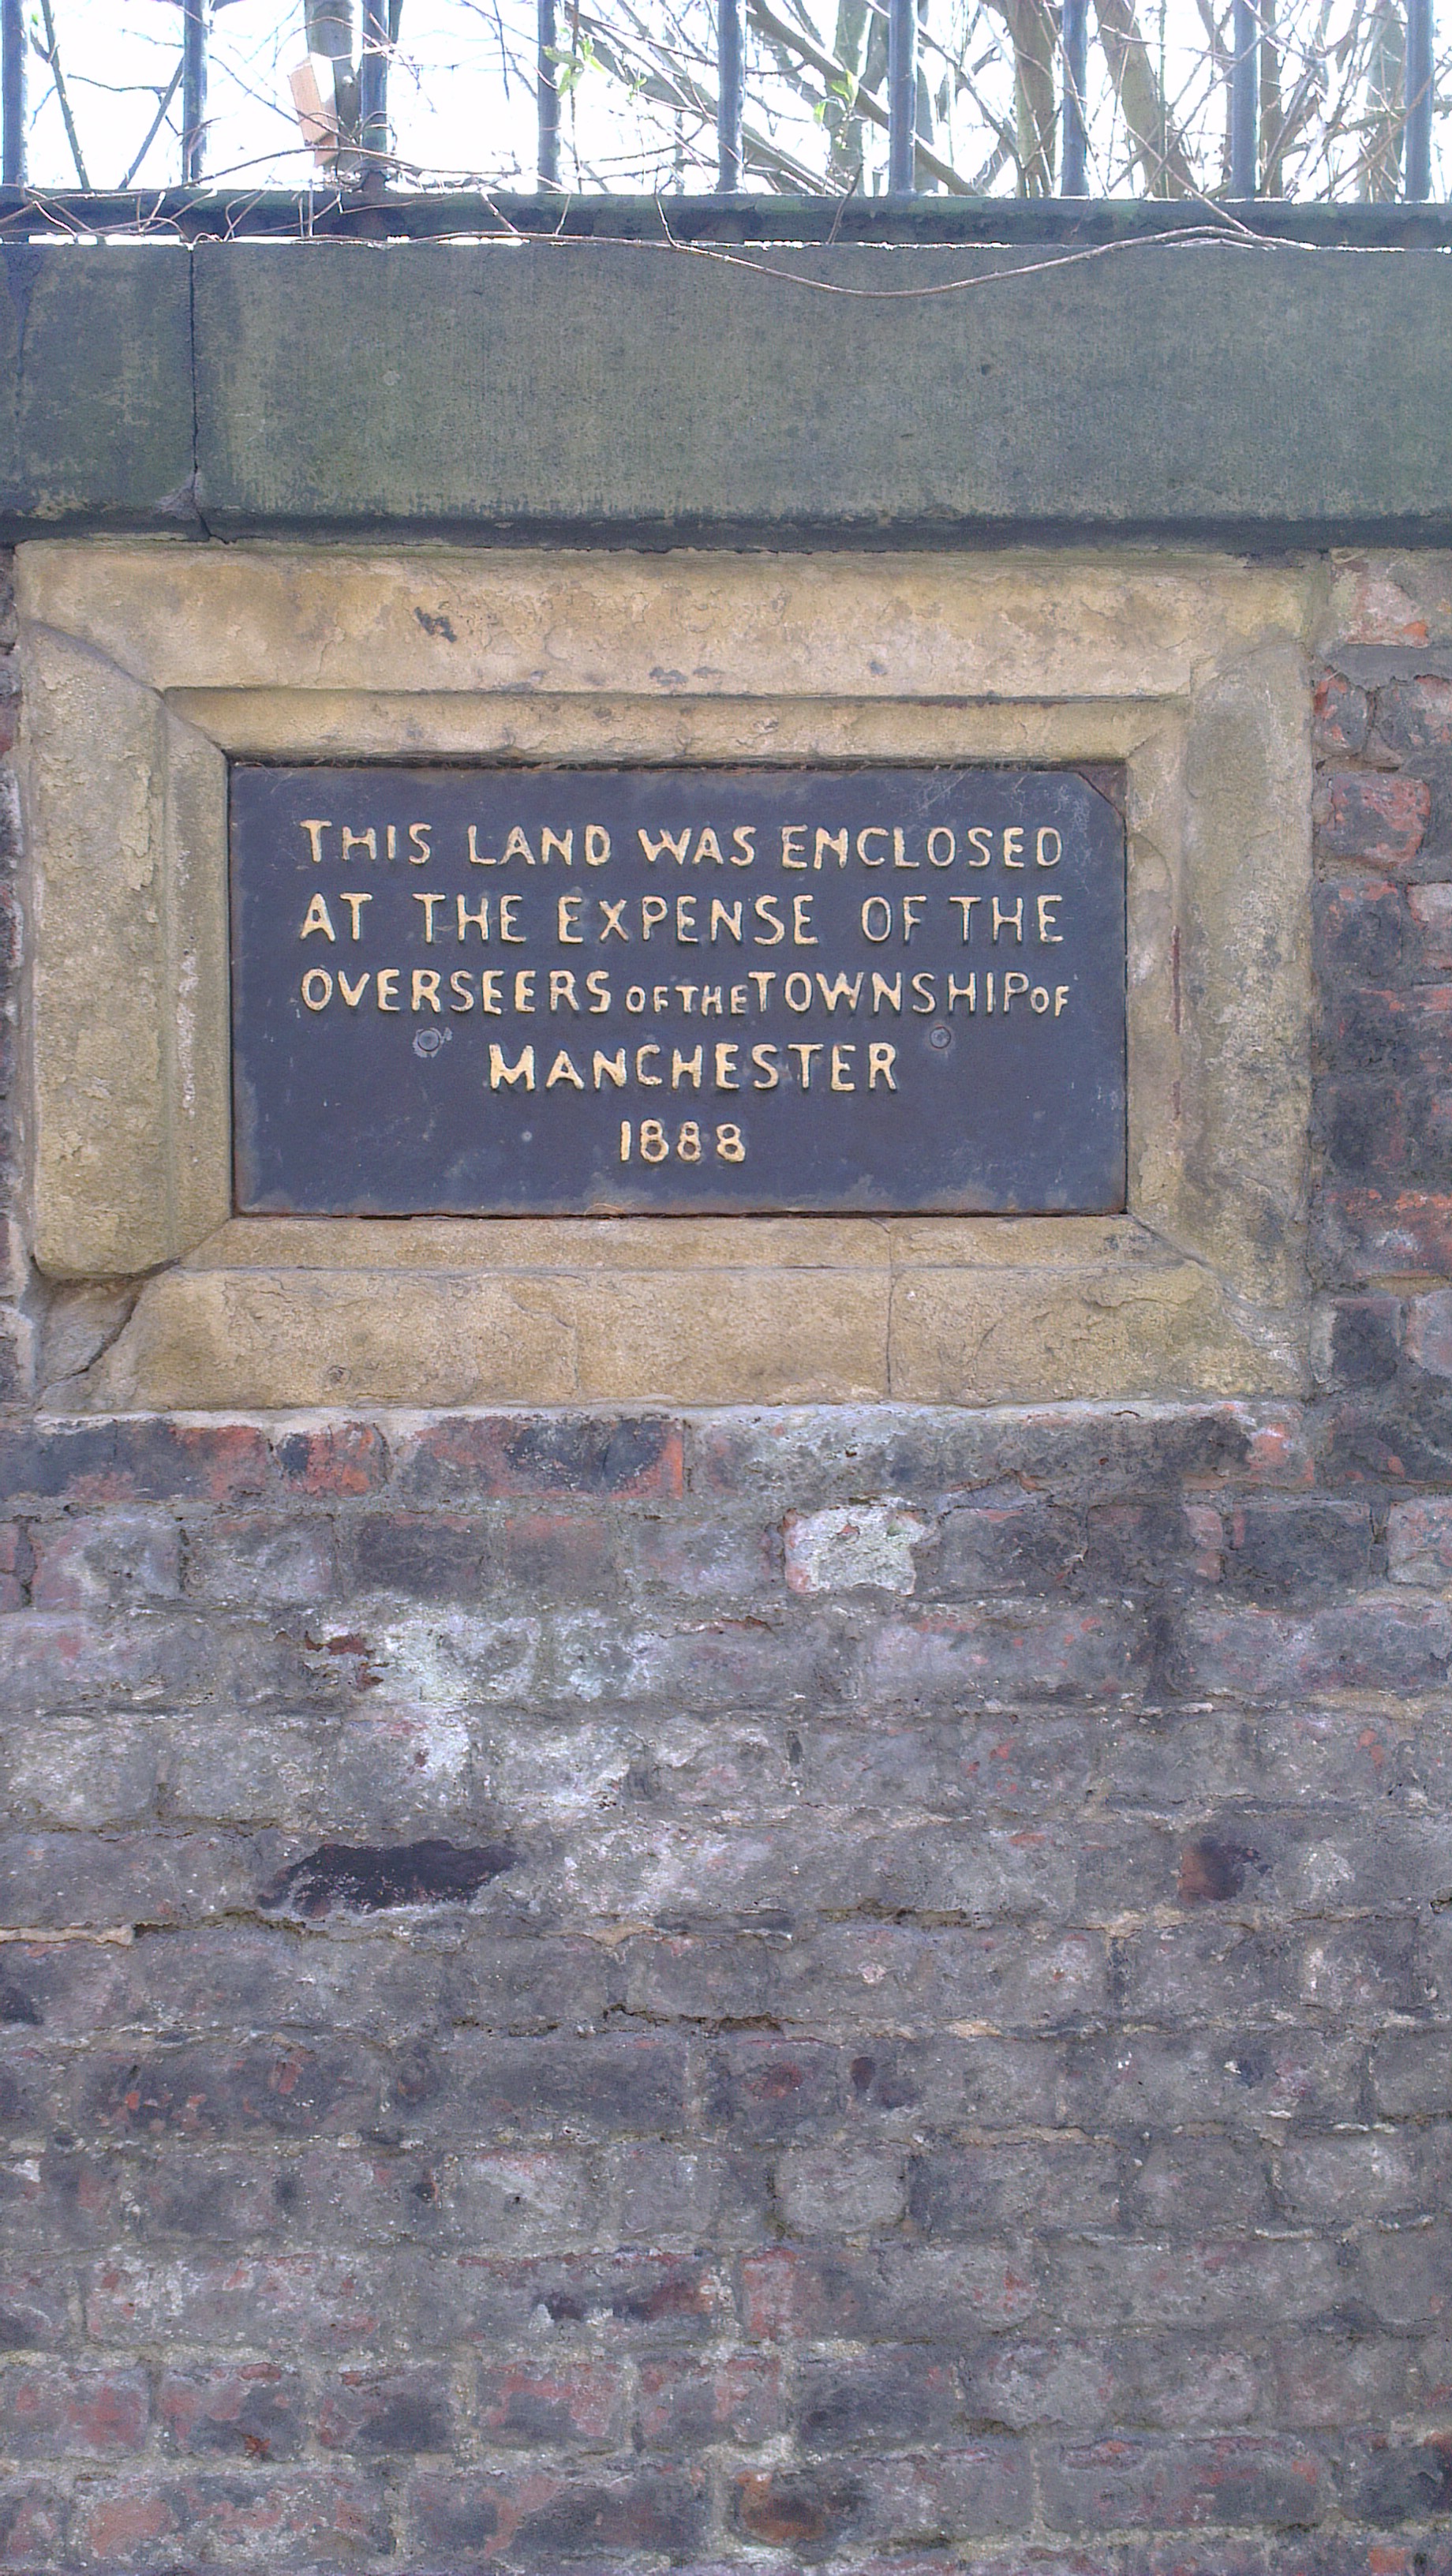 THIS LAND WAS ENCLOSED
AT THE EXPENSE OF THE
OVERSEERS OF THE TOWNSHIP OF
MANCHESTER
1888